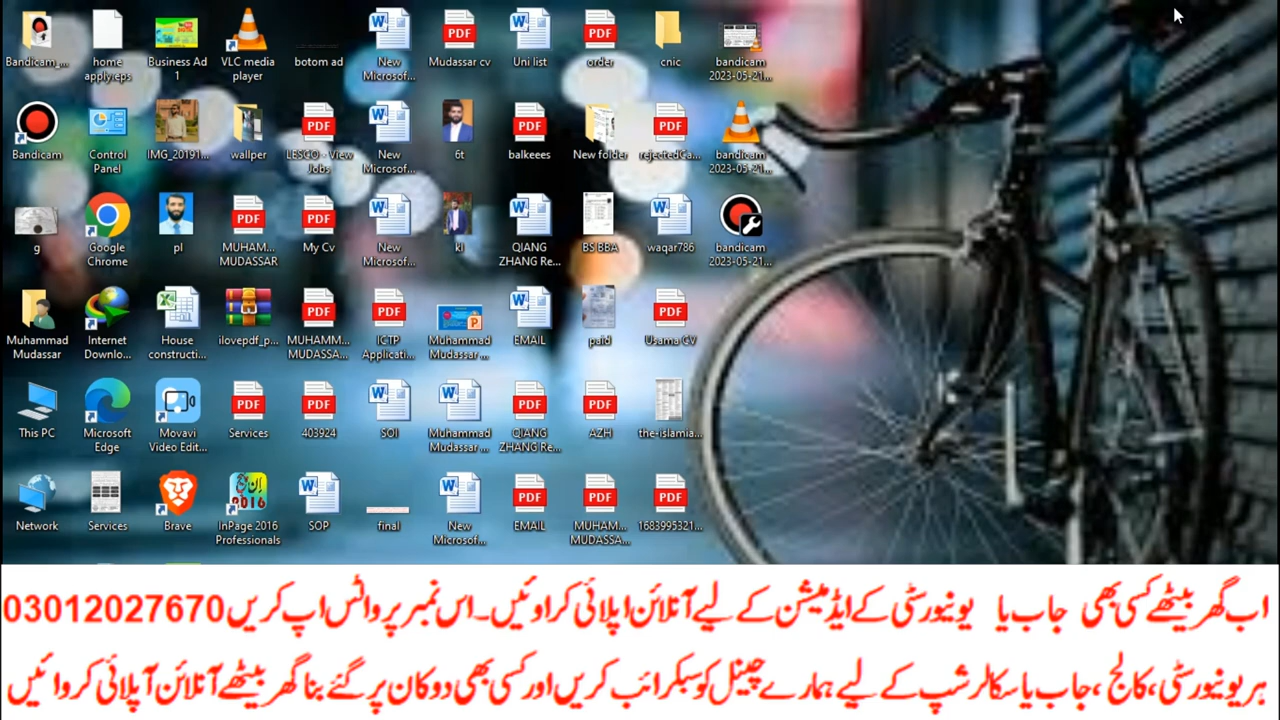 Bandicam_...
home
apply.eps
Business Ad
1
VLC media
player
botom ad
New
Microsof...
Mudassar cv
Uni list
order
cnic
bandicam
2023-05-21...
Bandicam
Control
Panel
IMG_20191...
wallper
LESCO - View
Jobs
New
Microsof...
6t
balkeees
New folder
rejectedCa...
bandicam
2023-05-21...
g
Google
Chrome
pl
MUHAM...
MUDASSAR
My Cv
New
Microsof...
kl
QIANG
ZHANG Re...
BS BBA
waqar786
bandicam
2023-05-21...
Muhammad
Mudassar
Internet
Downlo...
House
constructi...
ilovepdf_p...
MUHAMM...
MUDASSA...
ICTP
Applicati...
Muhammad
Mudassar ...
EMAIL
paid
Usama CV
This PC
Microsoft
Edge
Movavi
Video Edit...
Services
403924
SOI
Muhammad
Mudassar ...
QIANG
ZHANG Re...
AZH
the-islamia...
Network
Services
Brave
InPage 2016
Professionals
SOP
final
New
Microsof...
EMAIL
MUHAM...
MUDASSA...
1683995321...
اب گھر بیٹھے کسی بھی جاب یا یونیورسٹی کے ایڈمیشن کے لیے آنلائن اپلائی کراوئیں۔اس نمبر پر واٹس اپ کریں 03012027670
ہر یونیورسٹی، کالج ، جاب یا سکالر شپ کے لیے ہمارے چینل کو سبکرائب کریں اور کسی بھی دوکان پر گئے بنا گھر بیٹھے آنلائن آپلائی کروائیں